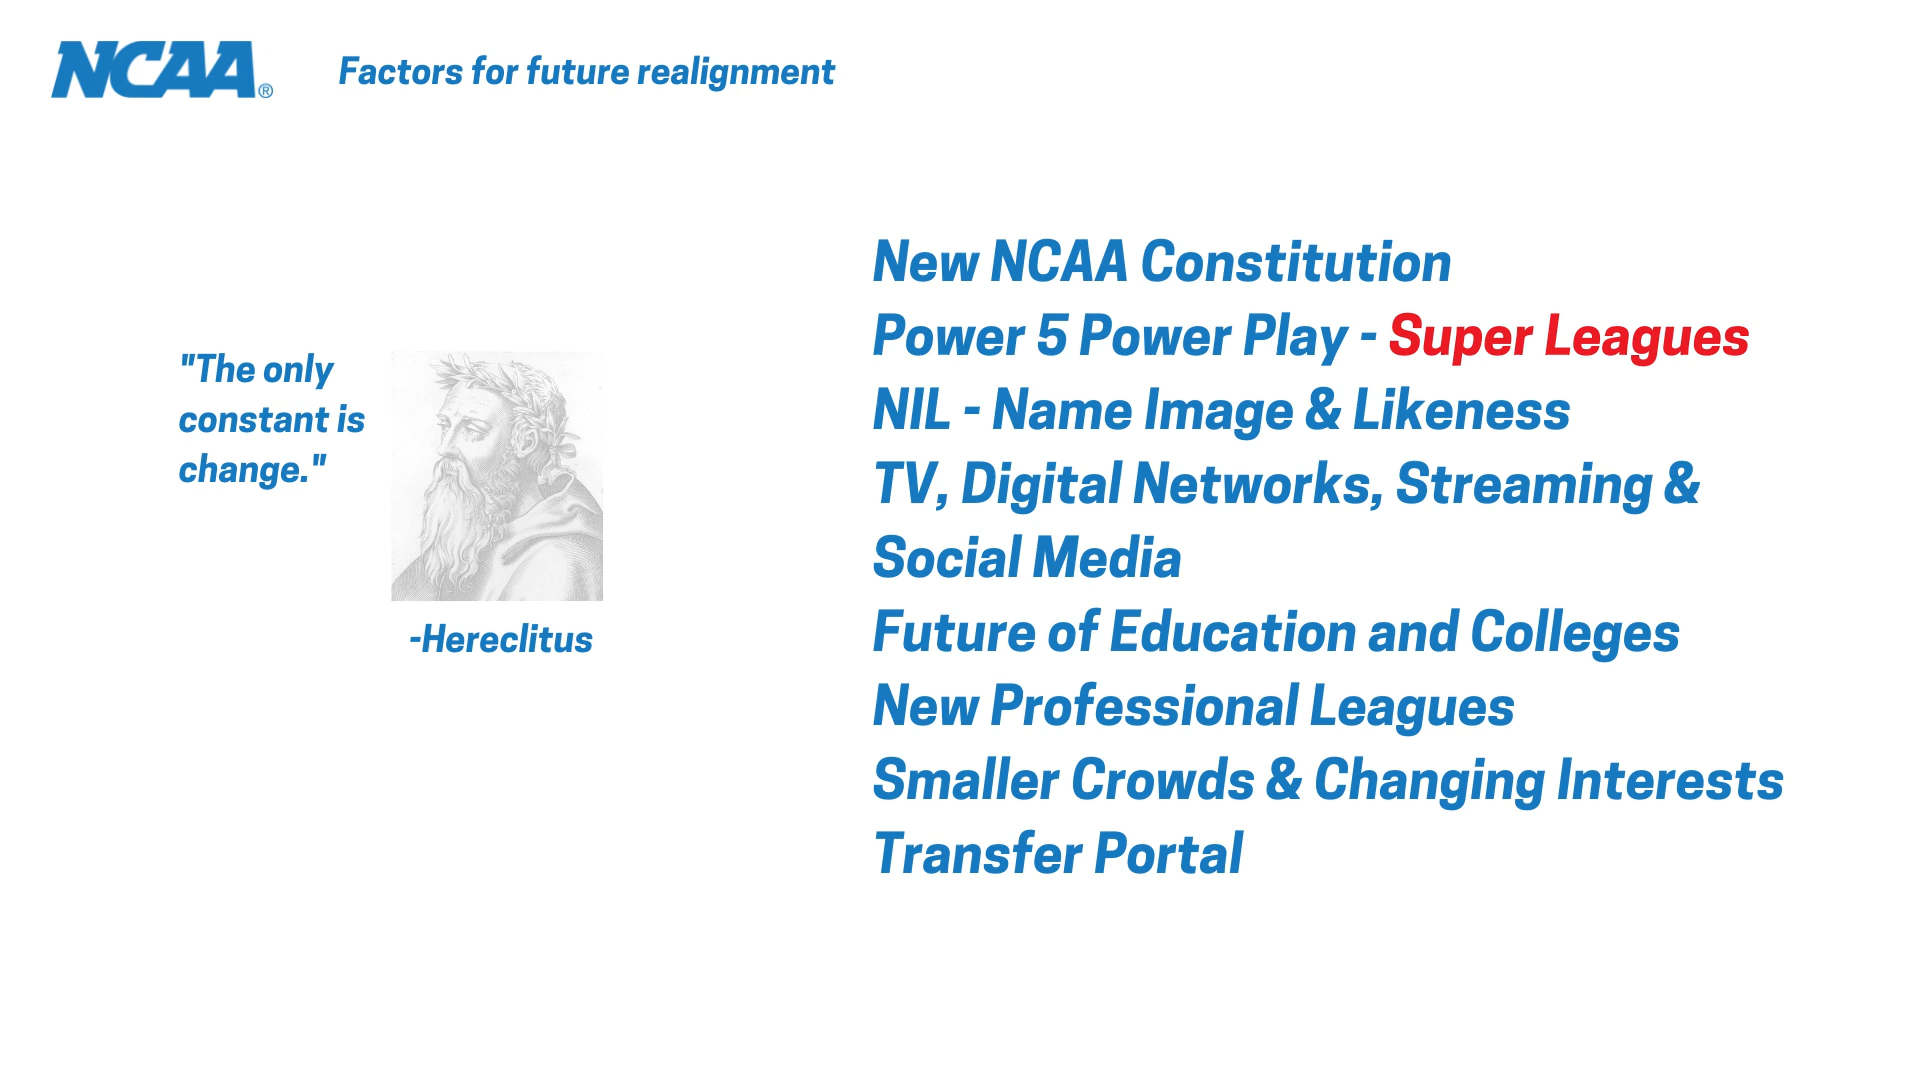 NCAA®
Factors for future realignment
"The only
constant is
change."
-Hereclitus
New NCAA Constitution
Power 5 Power Play - Super Leagues
NIL - Name Image & Likeness
TV, Digital Networks, Streaming &
Social Media
Future of Education and Colleges
New Professional Leagues
Smaller Crowds & Changing Interests
Transfer Portal